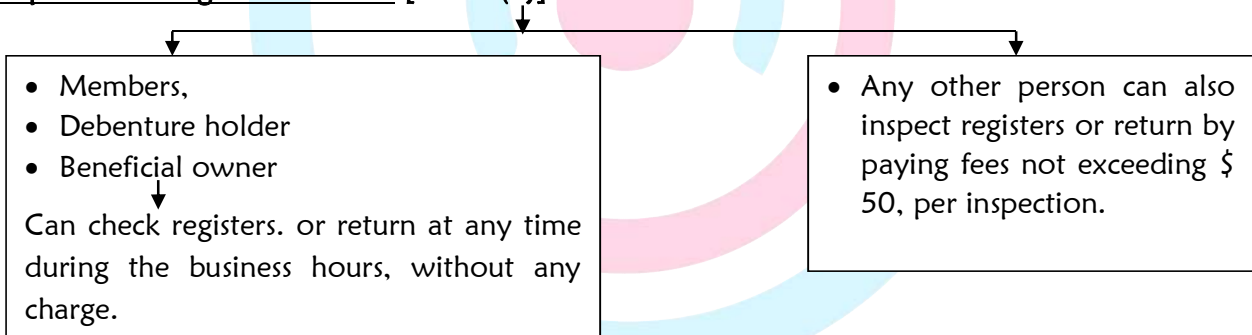 • Members,
• Debenture holder
• Beneficial owner
Can check registers. or return at any time
during the business hours, without any
charge.
• Any other person can also
inspect registers or return by
paying fees not exceeding $
50, per inspection.